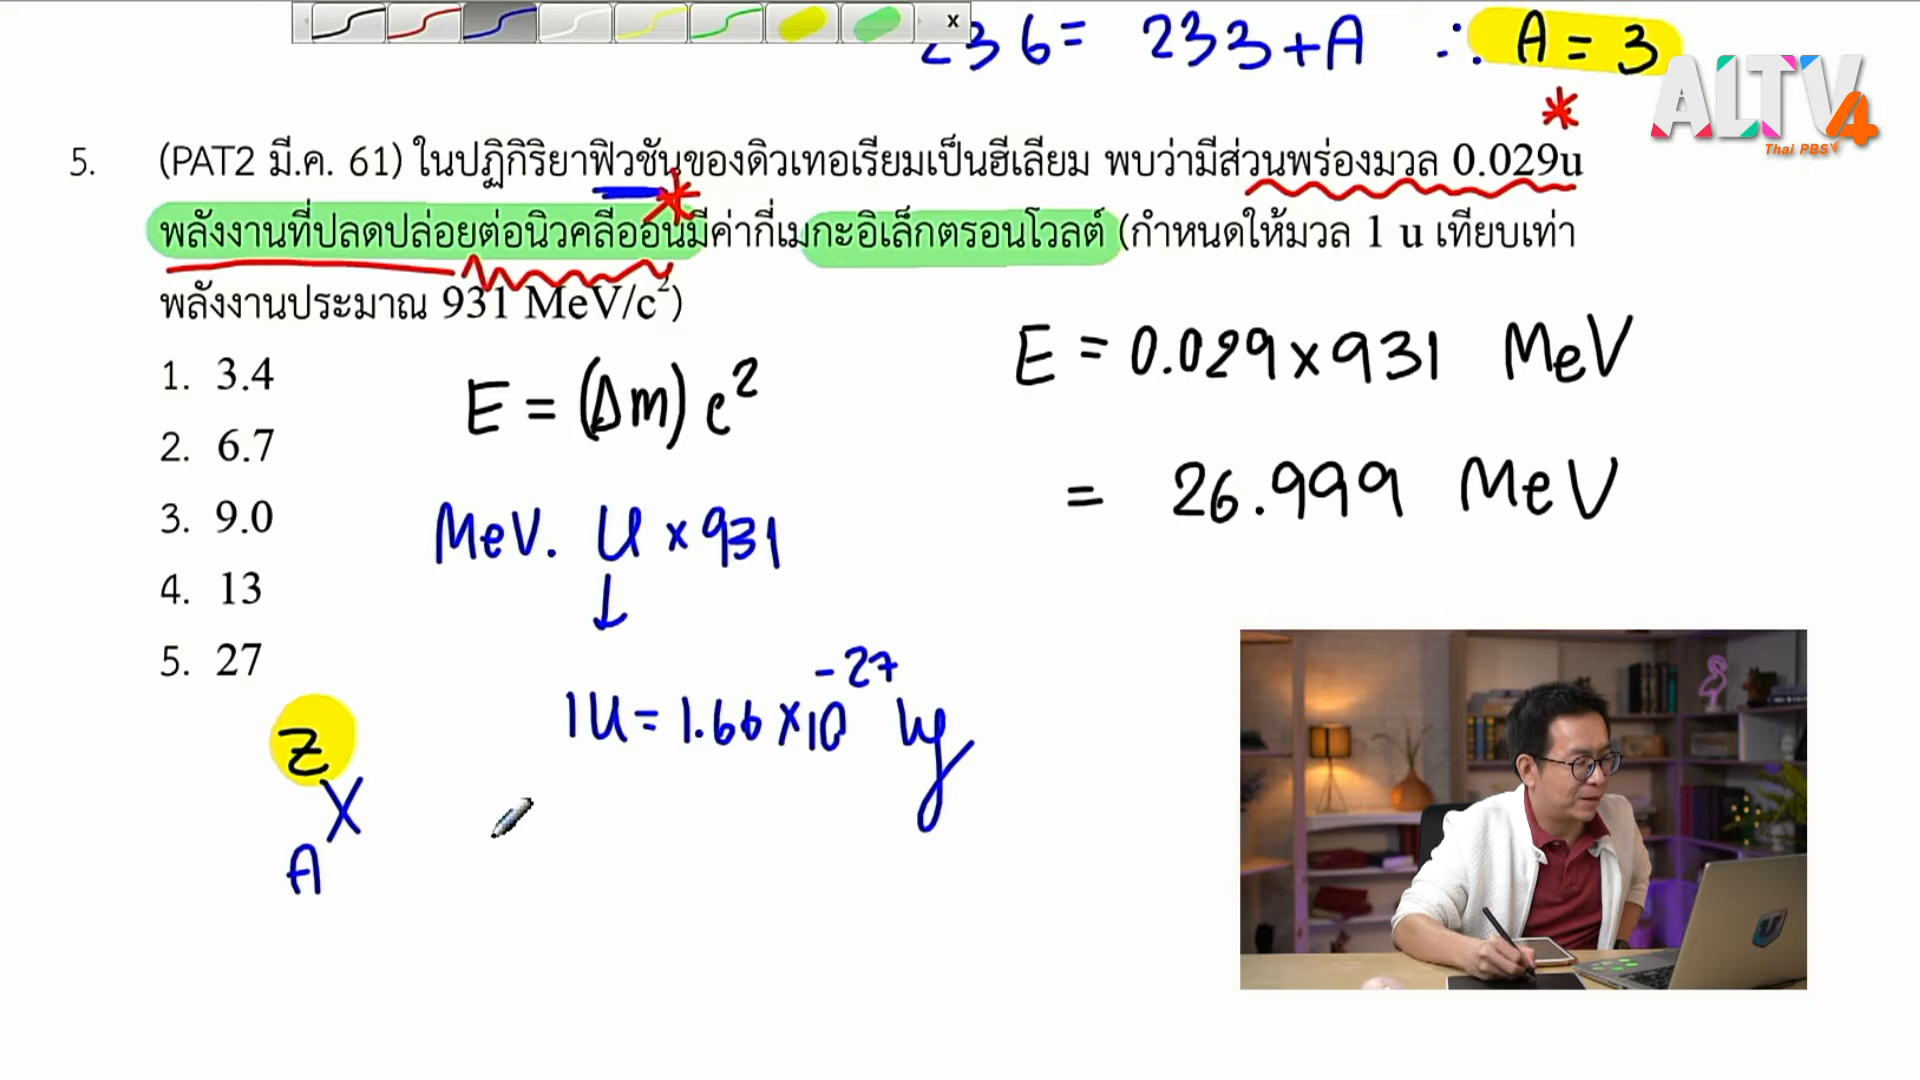 236 = 233 + A ∴ A = 3
ALTV4
Thai PBS
5. (PAT2 มี.ค. 61) ในปฏิกิริยาฟิวชันของดิวเทอเรียมเป็นฮีเลียม พบว่ามีส่วนพร่องมวล 0.029u
พลังงานที่ปลดปล่อยต่อนิวคลีออนมีค่ากี่เมกะอิเล็กตรอนโวลต์ (กำหนดให้มวล 1 u เทียบเท่า
พลังงานประมาณ 931 MeV/c²)
1. 3.4
2. 6.7
3. 9.0
4. 13
5. 27
E = (Δm) c²
MeV. U × 931
↓
1U = 1.66 × 10⁻²⁷ kg
Z
X
A
E = 0.029 × 931 MeV
= 26.999 MeV